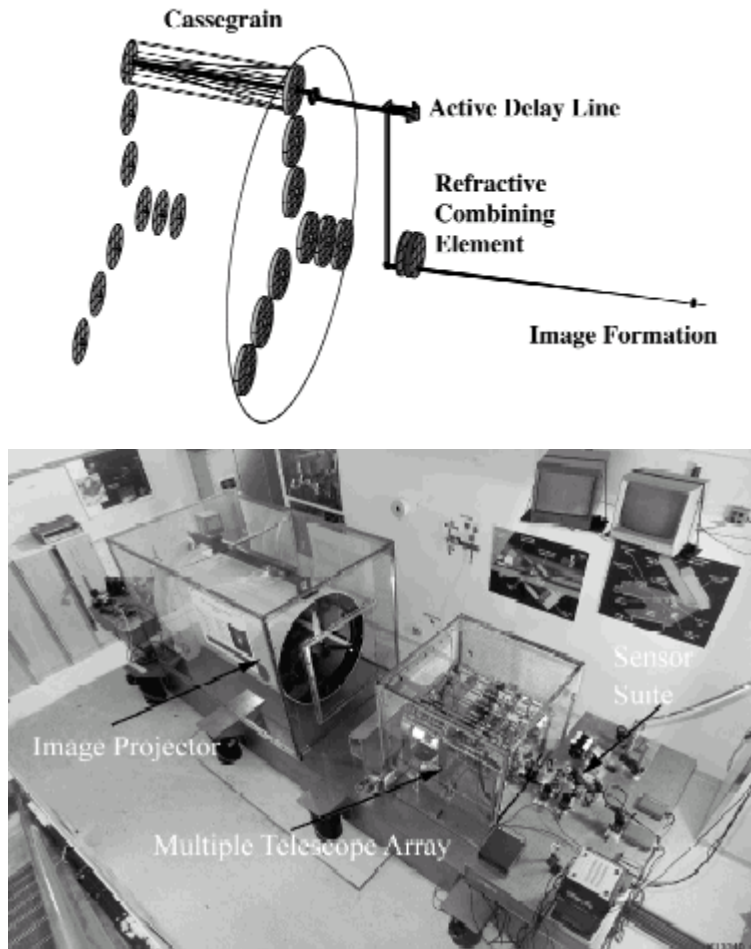 Cassegrain
Active Delay Line
Refractive
Combining
Element
Image Formation
Sensor
Suite
Image Projector
Multiple Telescope Array